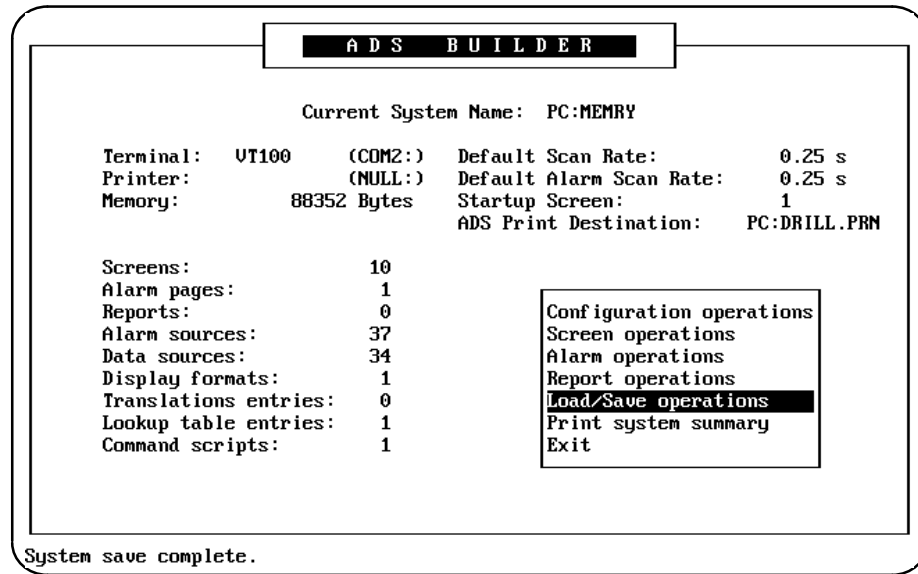 ADS BUILDER
Current System Name: PC:MEMRY
Terminal: VT100 (COM2:) Default Scan Rate: 0.25 s
Printer: (NULL:) Default Alarm Scan Rate: 0.25 s
Memory: 88352 Bytes Startup Screen: 1
ADS Print Destination: PC:DRILL.PRN
Screens: 10
Alarm pages: 1
Reports: 0 Configuration operations
Alarm sources: 37 Screen operations
Data sources: 34 Alarm operations
Display formats: 1 Report operations
Translations entries: 0 Load/Save operations
Lookup table entries: 1 Print system summary
Command scripts: 1 Exit
System save complete.